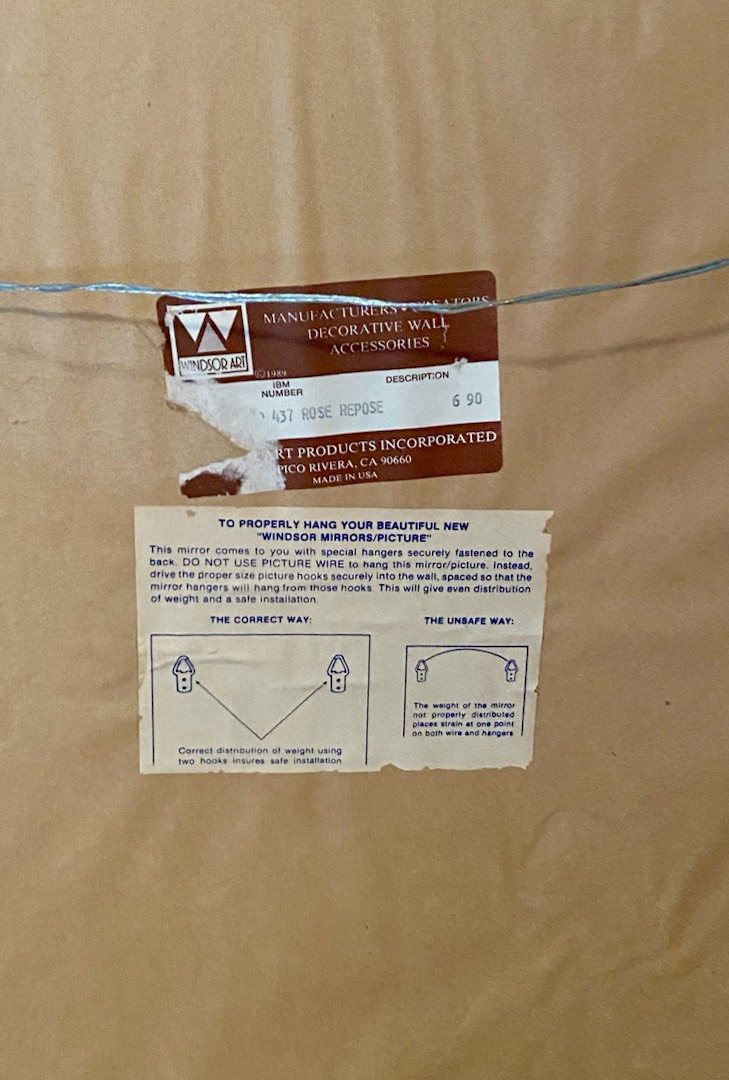 MANUFACTURERS
DECORATIVE WALL
ACCESSORIES
WINDSOR ART
©1989
IBM
NUMBER
DESCRIPTION
437 ROSE REPOSE 6 90
RT PRODUCTS INCORPORATED
PICO RIVERA, CA 90660
MADE IN USA
TO PROPERLY HANG YOUR BEAUTIFUL NEW
"WINDSOR MIRRORS/PICTURE"
This mirror comes to you with special hangers securely fastened to the
back. DO NOT USE PICTURE WIRE to hang this mirror/picture. Instead,
drive the proper size picture hooks securely into the wall, spaced so that the
mirror hangers will hang from those hooks. This will give even distribution
of weight and a safe installation.
THE CORRECT WAY:
Correct distribution of weight using
two hooks insures safe installation
THE UNSAFE WAY:
The weight of the mirror
not properly distributed
places strain at one point
on both wire and hangers